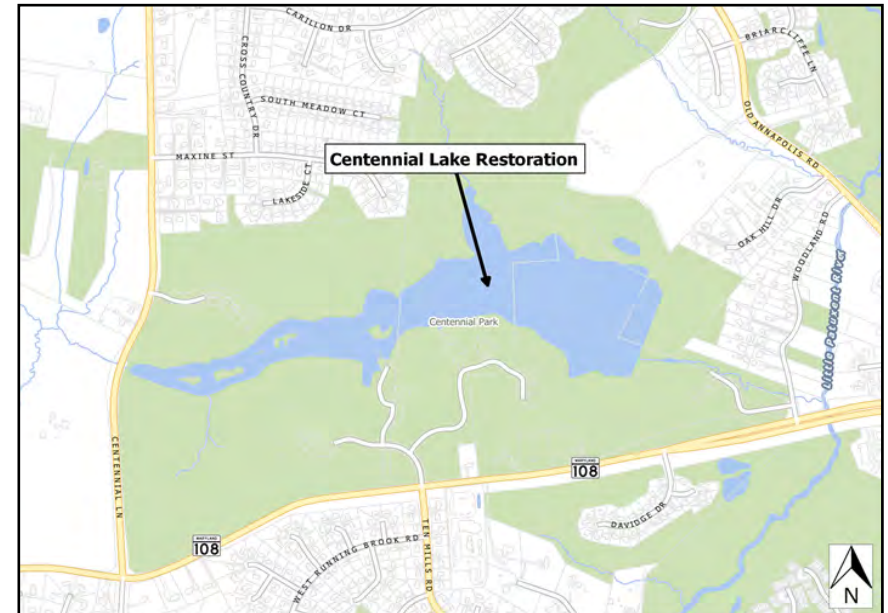 CARILLON DR
BRIARCLIFFE LN
CROSS COUNTRY DR
SOUTH MEADOW CT
OLD ANNAPOLIS RD
MAXINE ST
Centennial Lake Restoration
LAKESIDE CT
OAK HILL DR
WOODLAND RD
Little Patuxent River
Centennial Park
CENTENNIAL LN
MARYLAND
108
DAVIDGE DR
TEN MILLS RD
WEST RUNNING BROOK RD
MARYLAND
108
N